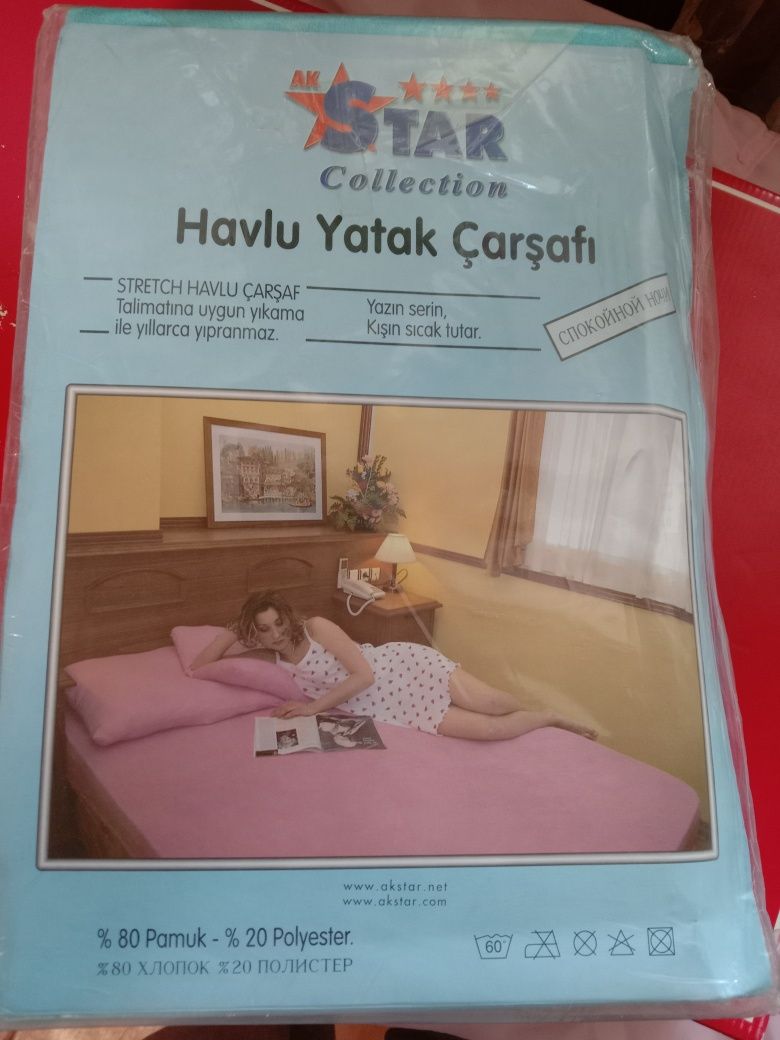 AK
STAR
Collection
Havlu Yatak Çarşafı
STRETCH HAVLU ÇARŞAF
Talimatına uygun yıkama
ile yıllarca yıpranmaz.
Yazın serin,
Kışın sıcak tutar.
СПОКОЙНОЙ НОЧИ
www.akstar.net
www.akstar.com
% 80 Pamuk - % 20 Polyester.
%80 ХЛОПОК %20 ПОЛИСТЕР
60°